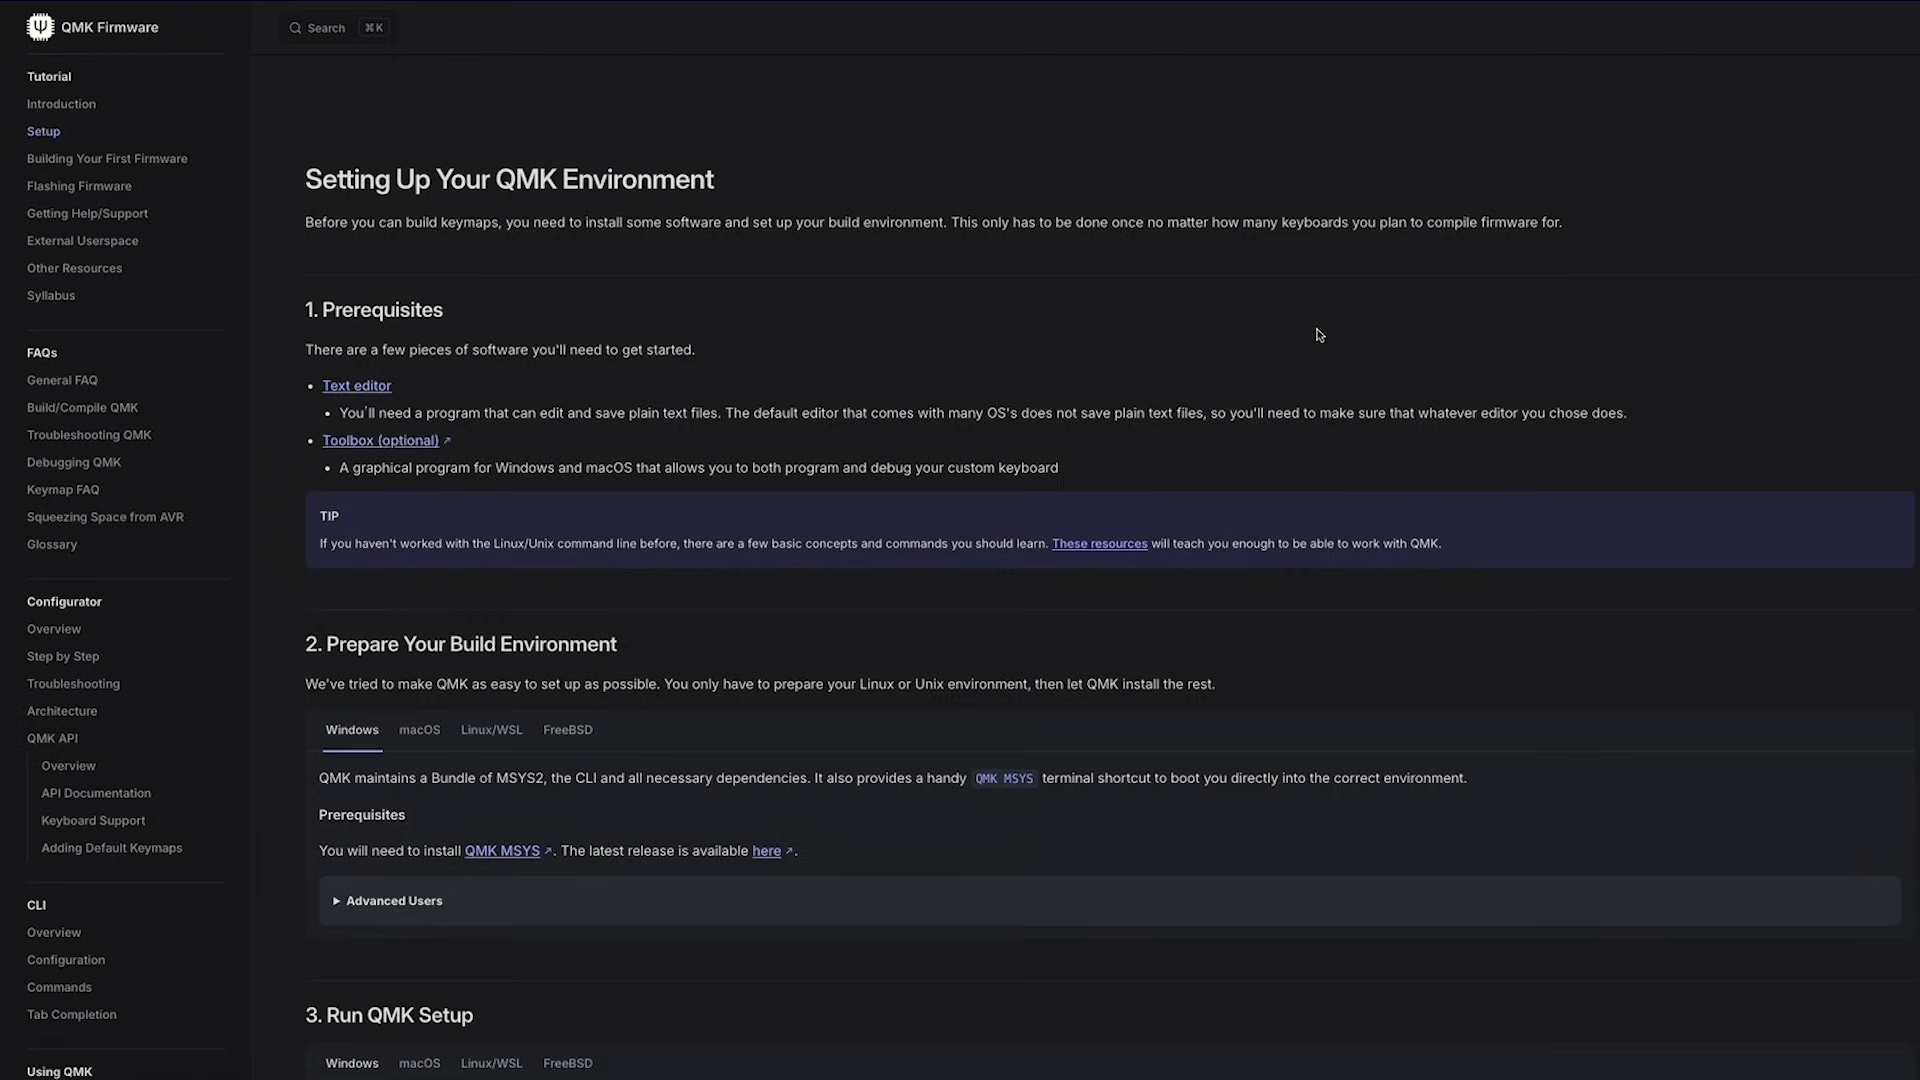 QMK Firmware
Search ⌘K
Tutorial
Introduction
Setup
Building Your First Firmware
Flashing Firmware
Getting Help/Support
External Userspace
Other Resources
Syllabus
FAQs
General FAQ
Build/Compile QMK
Troubleshooting QMK
Debugging QMK
Keymap FAQ
Squeezing Space from AVR
Glossary
Configurator
Overview
Step by Step
Troubleshooting
Architecture
QMK API
Overview
API Documentation
Keyboard Support
Adding Default Keymaps
CLI
Overview
Configuration
Commands
Tab Completion
Using QMK
Setting Up Your QMK Environment
Before you can build keymaps, you need to install some software and set up your build environment. This only has to be done once no matter how many keyboards you plan to compile firmware for.
1. Prerequisites
There are a few pieces of software you'll need to get started.
• Text editor
• You'll need a program that can edit and save plain text files. The default editor that comes with many OS's does not save plain text files, so you'll need to make sure that whatever editor you chose does.
• Toolbox (optional) ↗
• A graphical program for Windows and macOS that allows you to both program and debug your custom keyboard
TIP
If you haven't worked with the Linux/Unix command line before, there are a few basic concepts and commands you should learn. These resources will teach you enough to be able to work with QMK.
2. Prepare Your Build Environment
We've tried to make QMK as easy to set up as possible. You only have to prepare your Linux or Unix environment, then let QMK install the rest.
Windows macOS Linux/WSL FreeBSD
QMK maintains a Bundle of MSYS2, the CLI and all necessary dependencies. It also provides a handy QMK MSYS terminal shortcut to boot you directly into the correct environment.
Prerequisites
You will need to install QMK MSYS ↗. The latest release is available here ↗.
▶ Advanced Users
3. Run QMK Setup
Windows macOS Linux/WSL FreeBSD